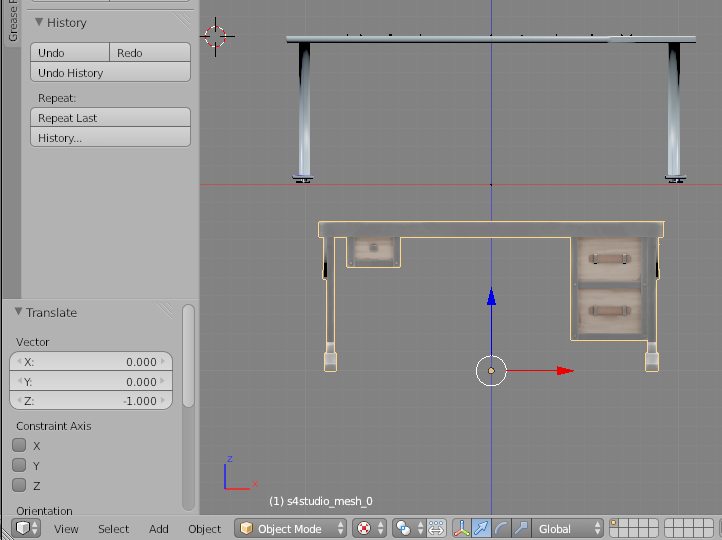 Grease P
History
Undo Redo
Undo History
Repeat:
Repeat Last
History...
Translate
Vector
X: 0.000
Y: 0.000
Z: -1.000
Constraint Axis
X
Y
Z
Orientation
z
x
(1) s4studio_mesh_0
View Select Add Object Object Mode Global